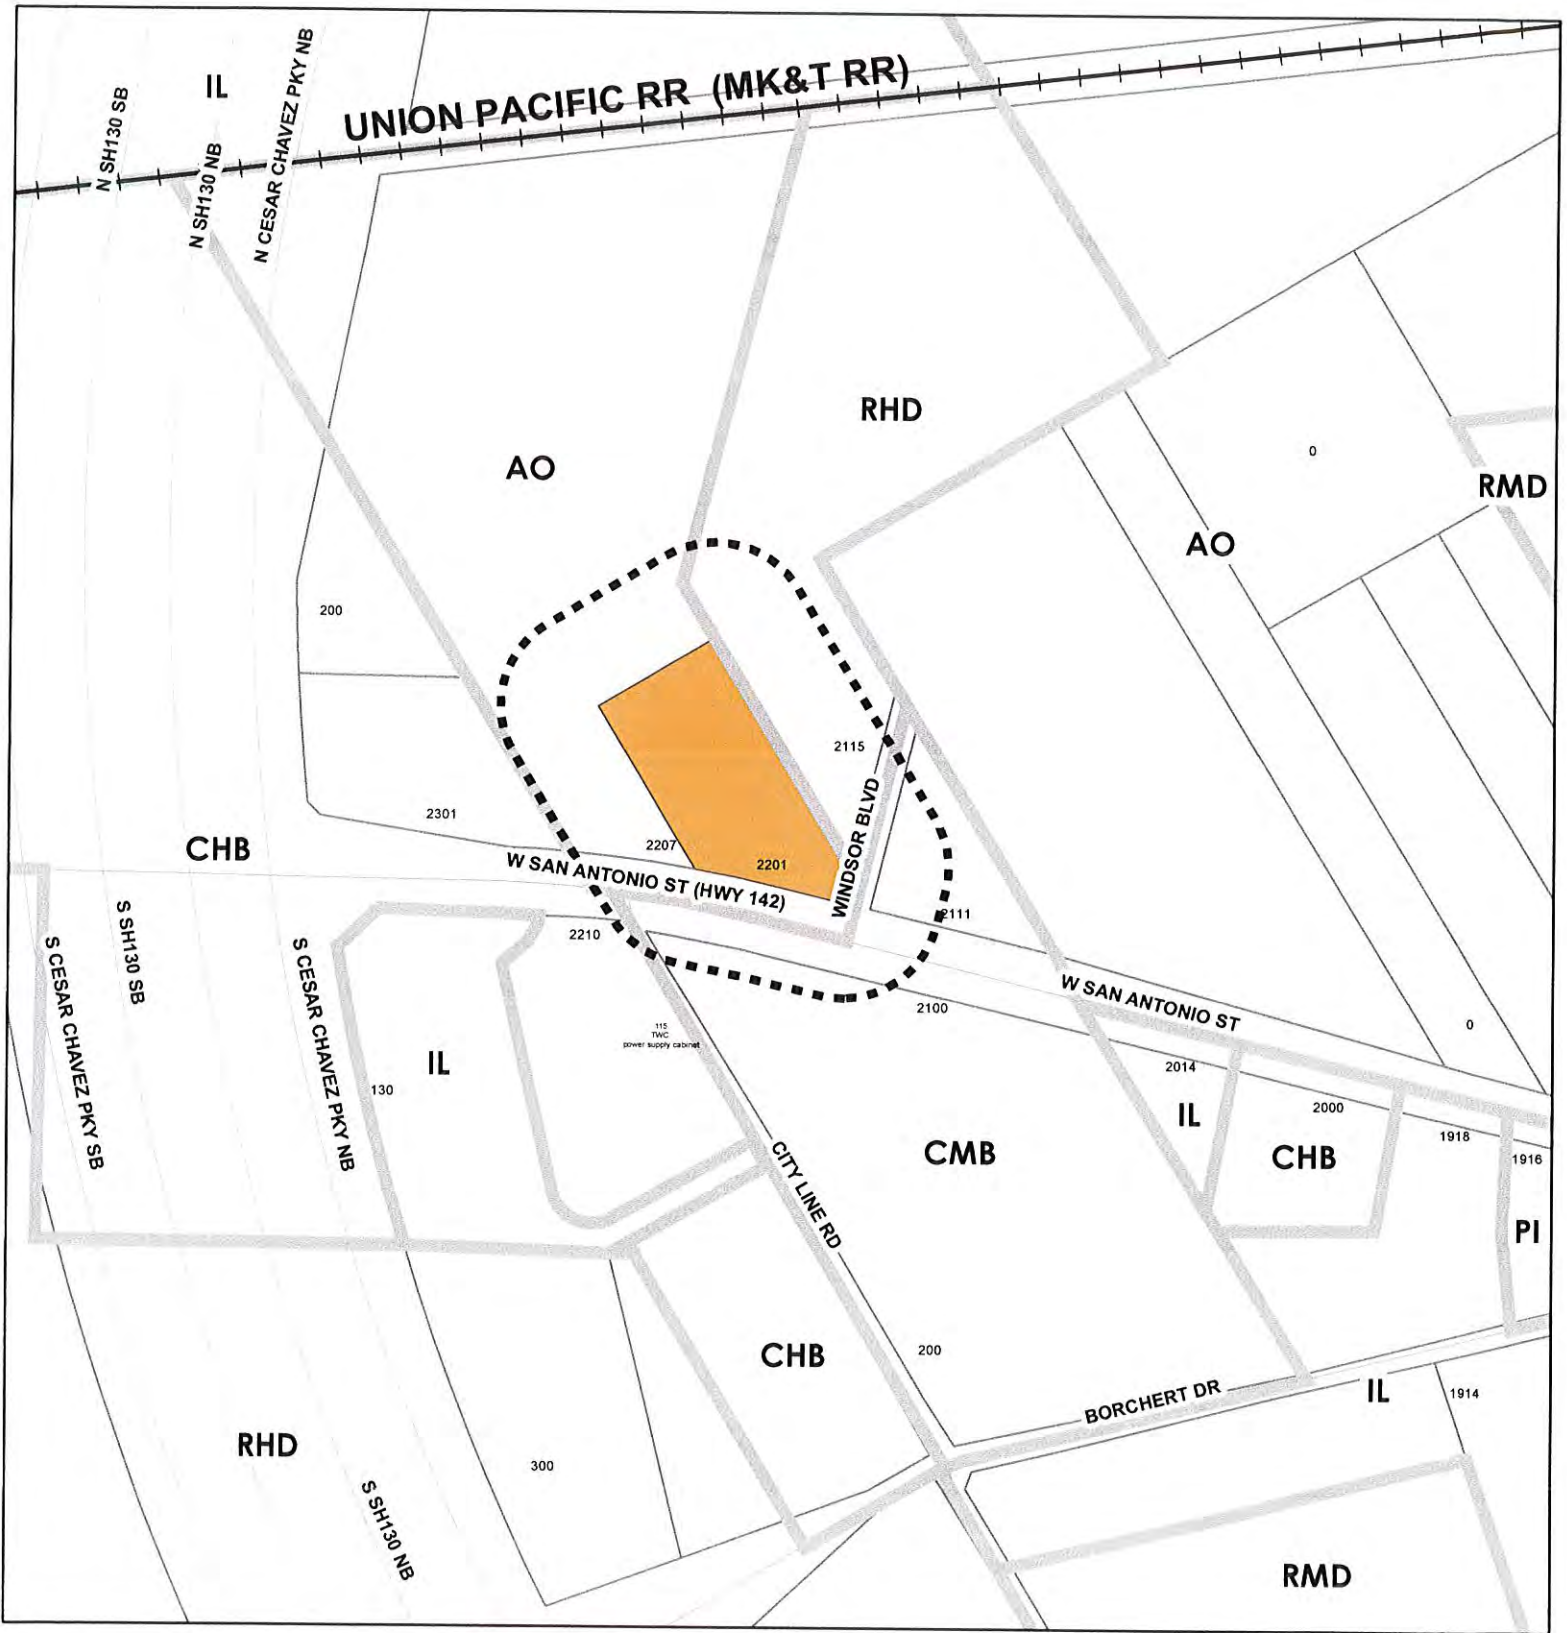 IL
UNION PACIFIC RR (MK&T RR)
N SH130 SB
N SH130 NB
N CESAR CHAVEZ PKY NB
RHD
AO
0
RMD
AO
200
2115
WINDSOR BLVD
2301
2207
2201
CHB
W SAN ANTONIO ST (HWY 142)
2111
2210
S SH130 SB
S CESAR CHAVEZ PKY SB
S CESAR CHAVEZ PKY NB
W SAN ANTONIO ST
2100
0
115
TWC
power supply cabinet
IL
130
2014
IL
2000
1918
1916
CMB
CHB
CITY LINE RD
PI
CHB
200
BORCHERT DR
IL
1914
RHD
300
S SH130 NB
RMD